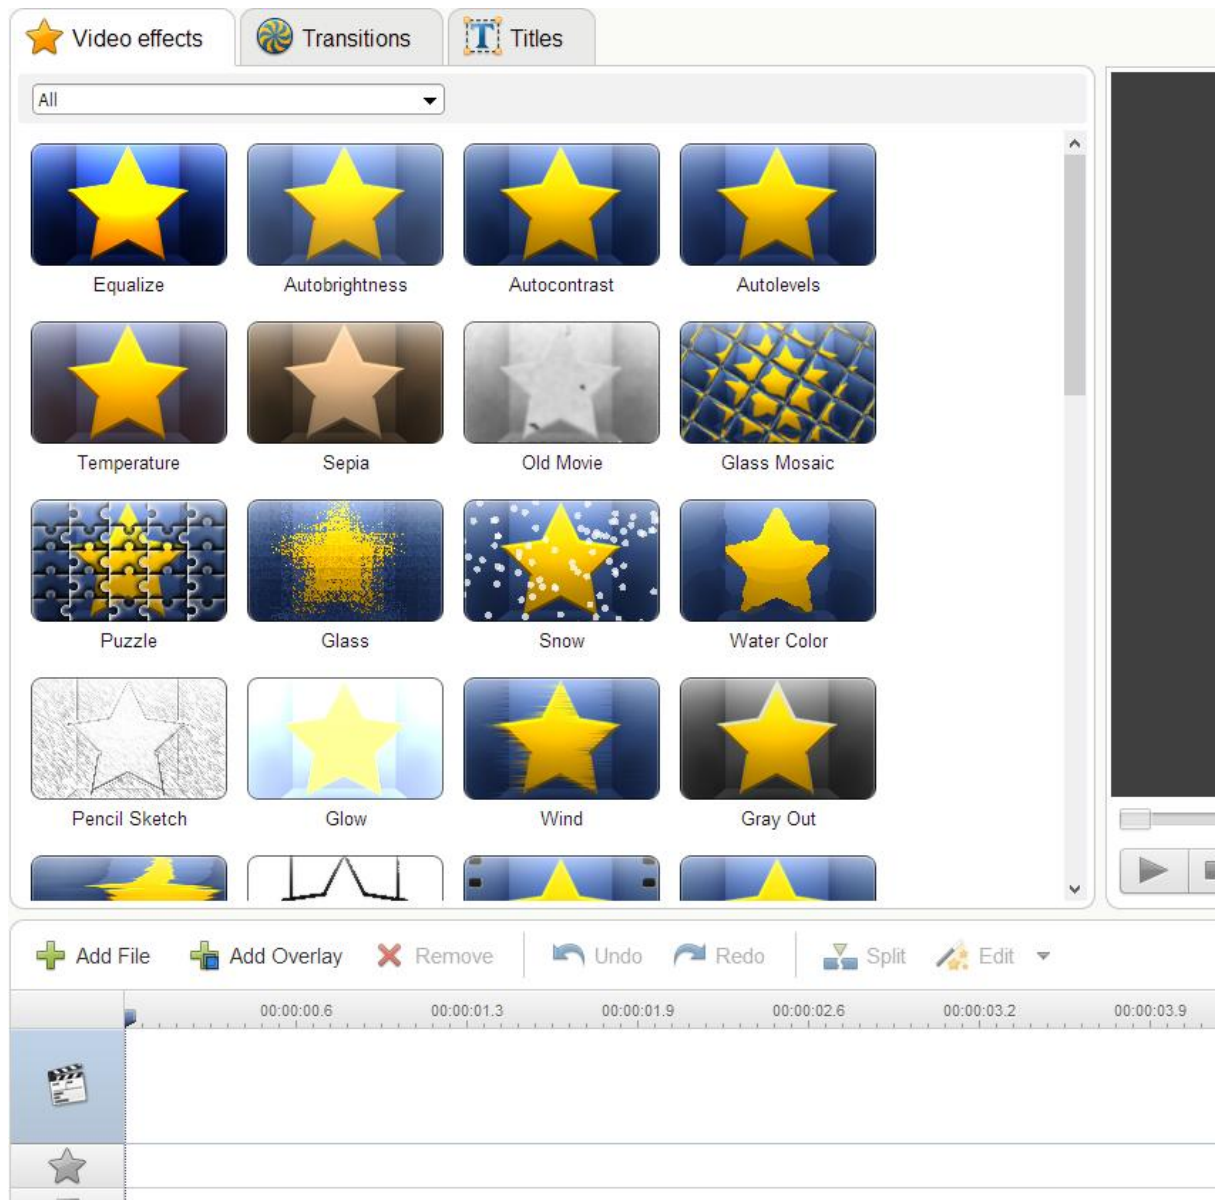 Video effects
Transitions
Titles
All
Equalize
Autobrightness
Autocontrast
Autolevels
Temperature
Sepia
Old Movie
Glass Mosaic
Puzzle
Glass
Snow
Water Color
Pencil Sketch
Glow
Wind
Gray Out
Add File
Add Overlay
Remove
Undo
Redo
Split
Edit
00:00:00.6
00:00:01.3
00:00:01.9
00:00:02.6
00:00:03.2
00:00:03.9